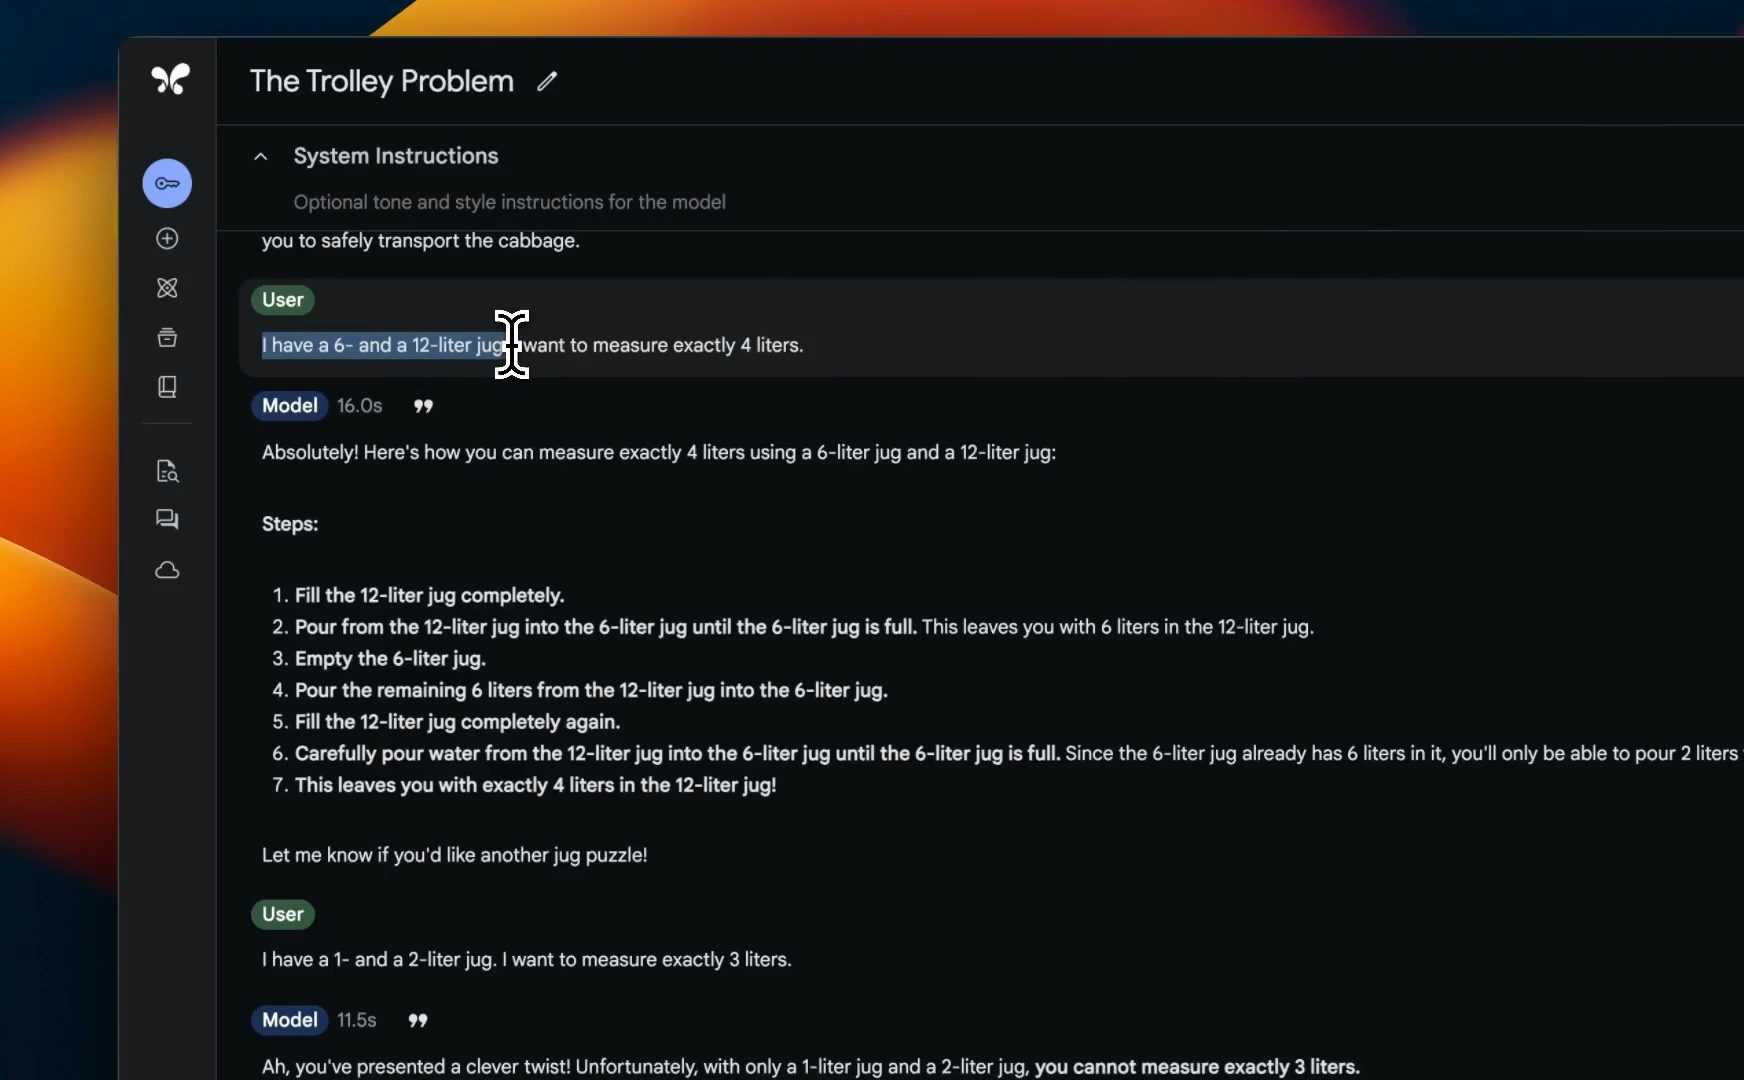 The Trolley Problem
System Instructions
Optional tone and style instructions for the model
you to safely transport the cabbage.
User
I have a 6- and a 12-liter jug want to measure exactly 4 liters.
Model 16.0s
Absolutely! Here's how you can measure exactly 4 liters using a 6-liter jug and a 12-liter jug:
Steps:
1. Fill the 12-liter jug completely.
2. Pour from the 12-liter jug into the 6-liter jug until the 6-liter jug is full. This leaves you with 6 liters in the 12-liter jug.
3. Empty the 6-liter jug.
4. Pour the remaining 6 liters from the 12-liter jug into the 6-liter jug.
5. Fill the 12-liter jug completely again.
6. Carefully pour water from the 12-liter jug into the 6-liter jug until the 6-liter jug is full. Since the 6-liter jug already has 6 liters in it, you'll only be able to pour 2 liters
7. This leaves you with exactly 4 liters in the 12-liter jug!
Let me know if you'd like another jug puzzle!
User
I have a 1- and a 2-liter jug. I want to measure exactly 3 liters.
Model 11.5s
Ah, you've presented a clever twist! Unfortunately, with only a 1-liter jug and a 2-liter jug, you cannot measure exactly 3 liters.